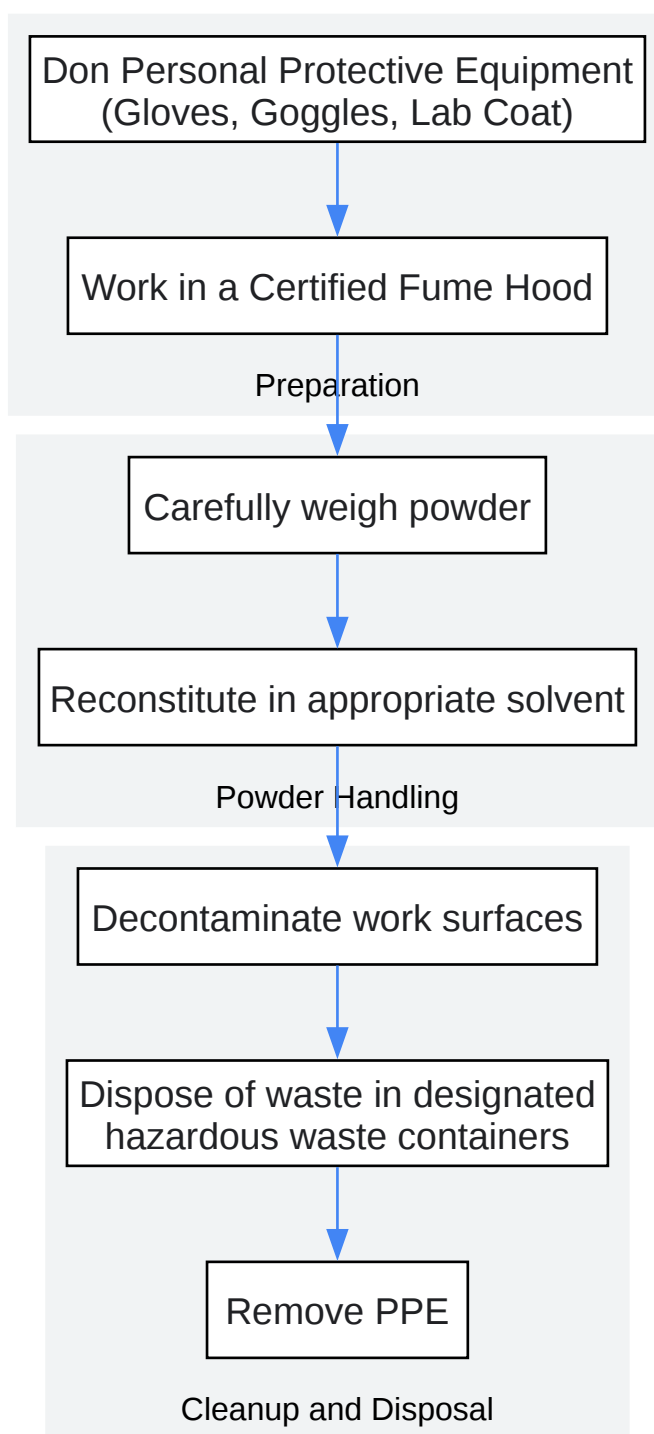 Don Personal Protective Equipment
(Gloves, Goggles, Lab Coat)
Work in a Certified Fume Hood
Preparation
Carefully weigh powder
Reconstitute in appropriate solvent
Powder Handling
Decontaminate work surfaces
Dispose of waste in designated
hazardous waste containers
Remove PPE
Cleanup and Disposal